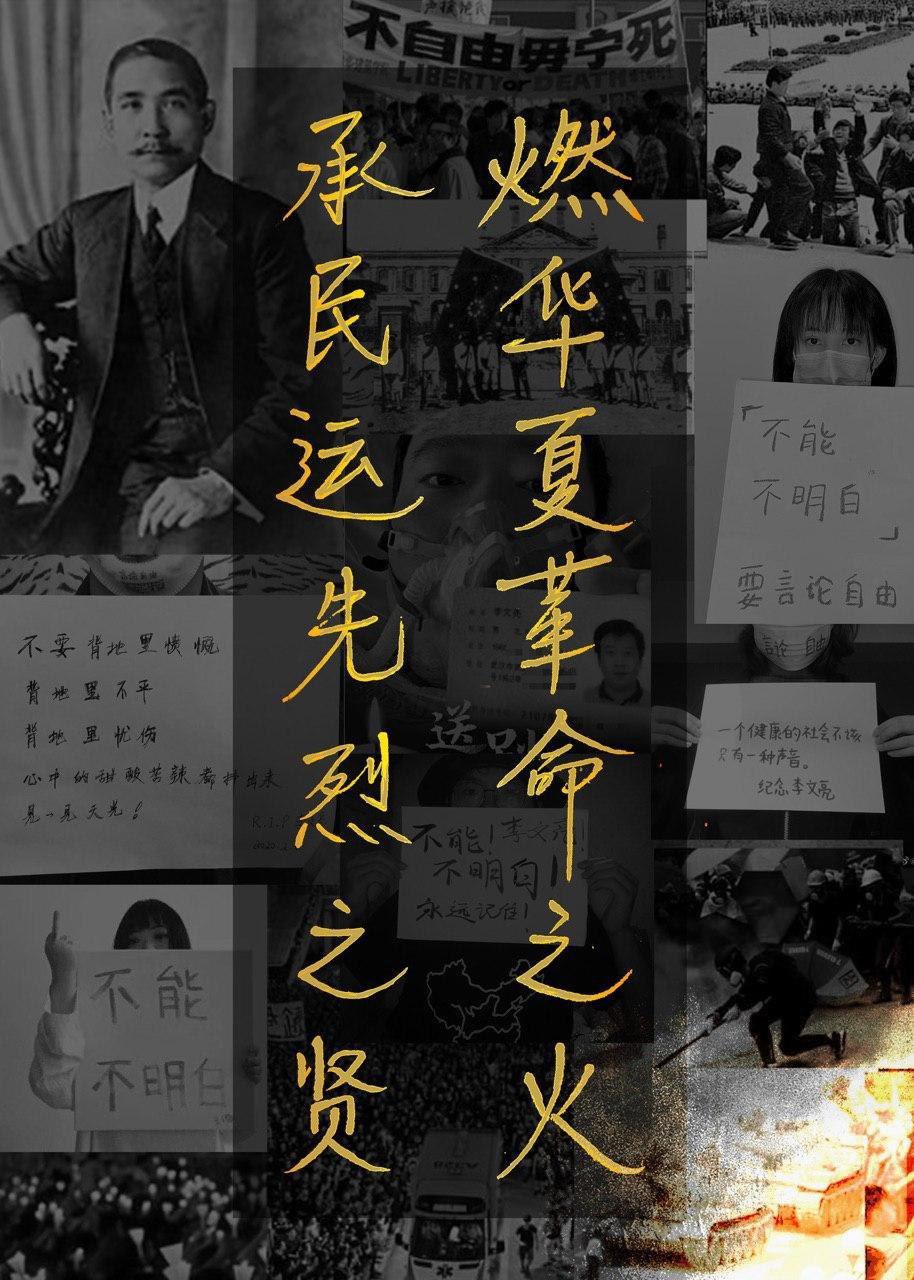 燃华夏革命之火
承民运先烈之贤
不自由毋宁死
LIBERTY or DEATH
「不能
不明白」
要言论自由
不要背地里愤慨
背地里不平
背地里忧伤
心中的甜酸苦辣都抖出来
见一见天光!
R.I.P
一个健康的社会不该
只有一种声音。
纪念李文亮
不能!李文亮!
不明白!
永远记住!
不能
不明白